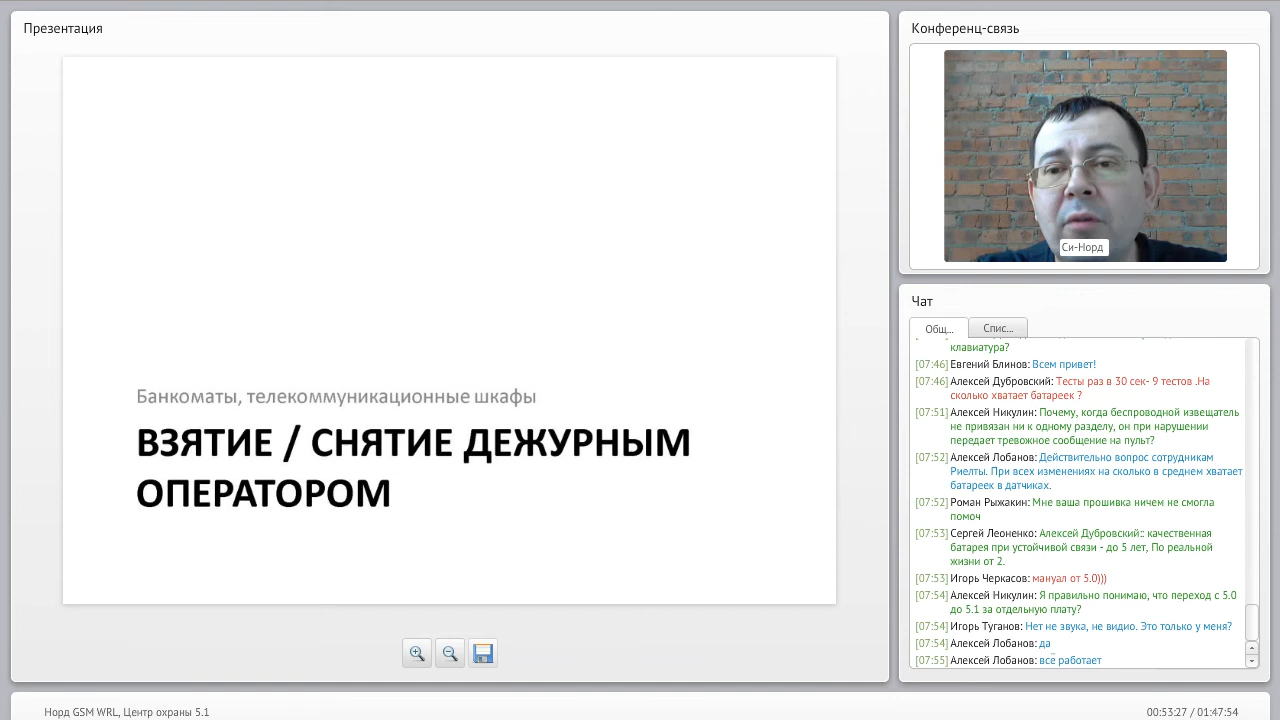 Презентация
Банкоматы, телекоммуникационные шкафы
ВЗЯТИЕ / СНЯТИЕ ДЕЖУРНЫМ
ОПЕРАТОРОМ
Конференц-связь
Си-Норд
Чат
Общ...
Спис...
клавиатура?
[07:46] Евгений Блинов: Всем привет!
[07:46] Алексей Дубровский: Тесты раз в 30 сек- 9 тестов .На
сколько хватает батареек ?
[07:51] Алексей Никулин: Почему, когда беспроводной извещатель
не привязан ни к одному разделу, он при нарушении
передает тревожное сообщение на пульт?
[07:52] Алексей Лобанов: Действительно вопрос сотрудникам
Риелты. При всех изменениях на сколько в среднем хватает
батареек в датчиках.
[07:52] Роман Рыжакин: Мне ваша прошивка ничем не смогла
помоч
[07:53] Сергей Леоненко: Алексей Дубровский:: качественная
батарея при устойчивой связи - до 5 лет, По реальной
жизни от 2.
[07:53] Игорь Черкасов: мануал от 5.0)))
[07:54] Алексей Никулин: Я правильно понимаю, что переход с 5.0
до 5.1 за отдельную плату?
[07:54] Игорь Туганов: Нет не звука, не видио. Это только у меня?
[07:54] Алексей Лобанов: да
[07:55] Алексей Лобанов: всё работает
Норд GSM WRL, Центр охраны 5.1
00:53:27 / 01:47:54